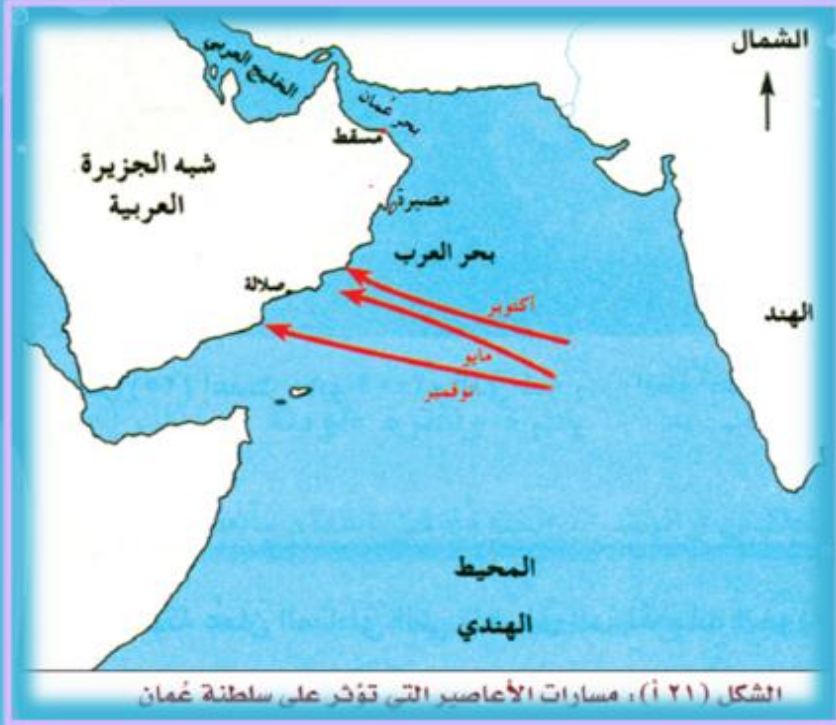 الشمال
الخليج العربي
بحر عُمان
مسقط
شبه الجزيرة
العربية
مصيرة
بحر العرب
صلالة
أكتوبر
الهند
مايو
نوفمبر
المحيط
الهندي
الشكل (٢١ أ): مسارات الأعاصير التي تؤثر على سلطنة عُمان